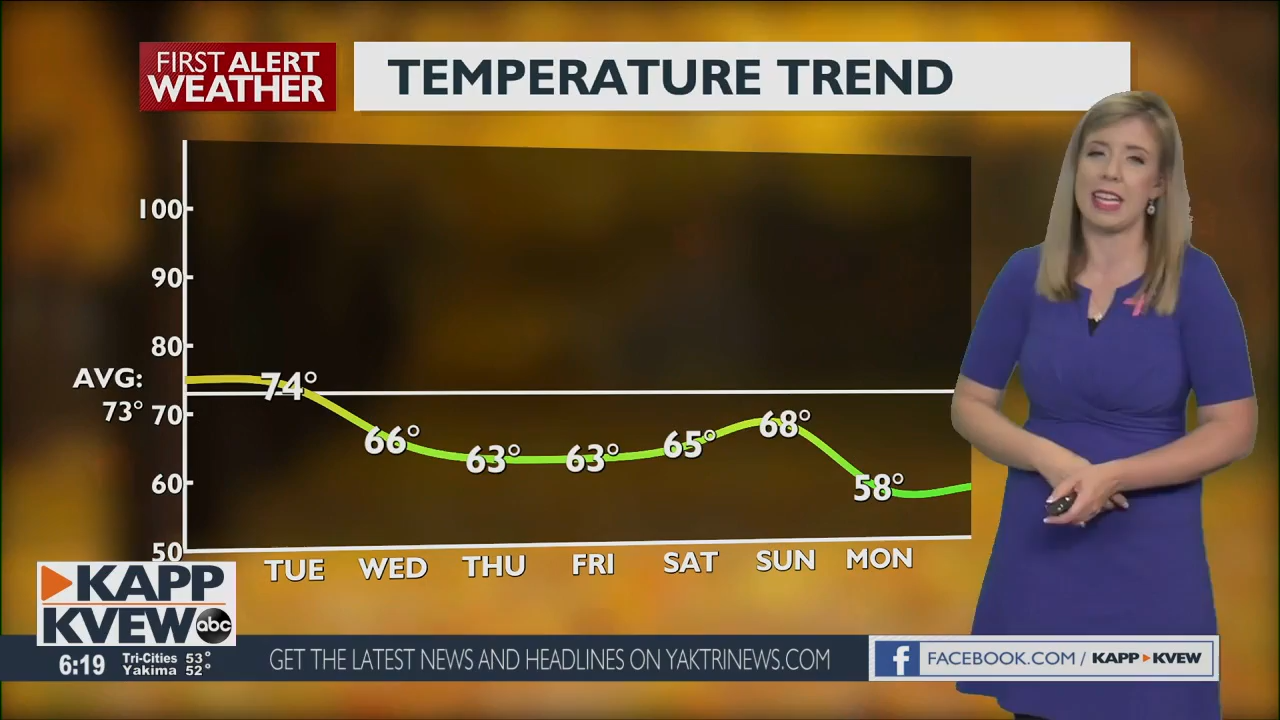 FIRST ALERT
WEATHER
TEMPERATURE TREND
100
90
80
AVG:
73°
70
60
50
74°
66°
63°
63°
65°
68°
58°
TUE WED THU FRI SAT SUN MON
KAPP
KVEW abc
6:19
Tri-Cities 53°
Yakima 52°
GET THE LATEST NEWS AND HEADLINES ON YAKTRINEWS.COM
f FACEBOOK.COM / KAPP KVEW